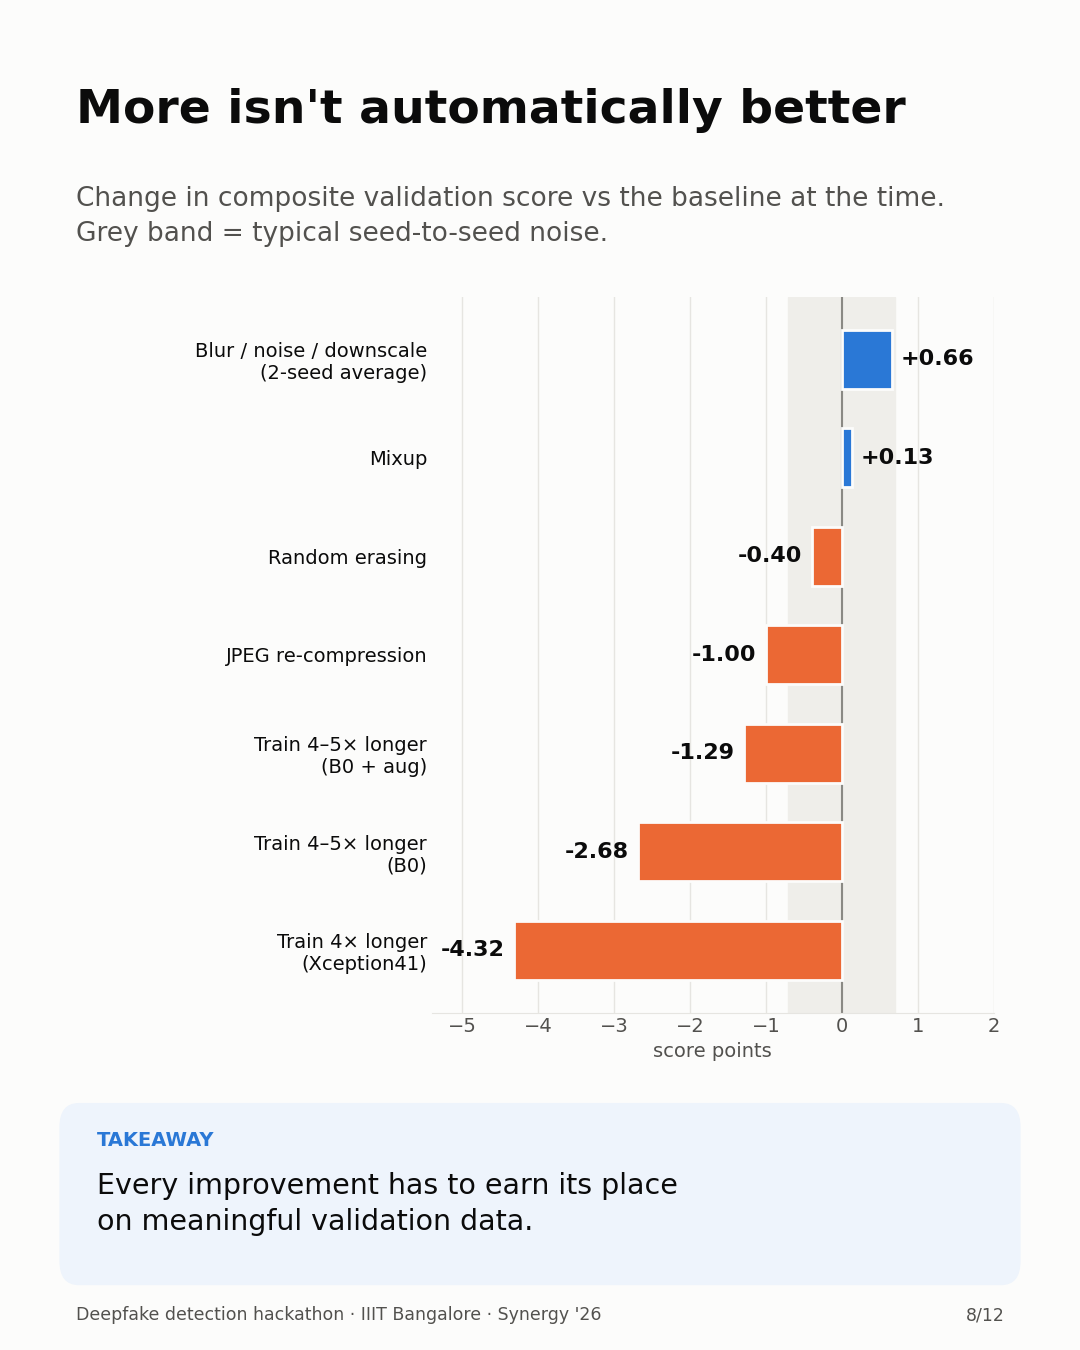 More isn't automatically better
Change in composite validation score vs the baseline at the time.
Grey band = typical seed-to-seed noise.
Blur / noise / downscale
(2-seed average)
+0.66
Mixup
+0.13
Random erasing
-0.40
JPEG re-compression
-1.00
Train 4–5× longer
(B0 + aug)
-1.29
Train 4–5× longer
(B0)
-2.68
Train 4× longer
(Xception41)
-4.32
−5 −4 −3 −2 −1 0 1 2
score points
TAKEAWAY
Every improvement has to earn its place
on meaningful validation data.
Deepfake detection hackathon · IIIT Bangalore · Synergy '26
8/12